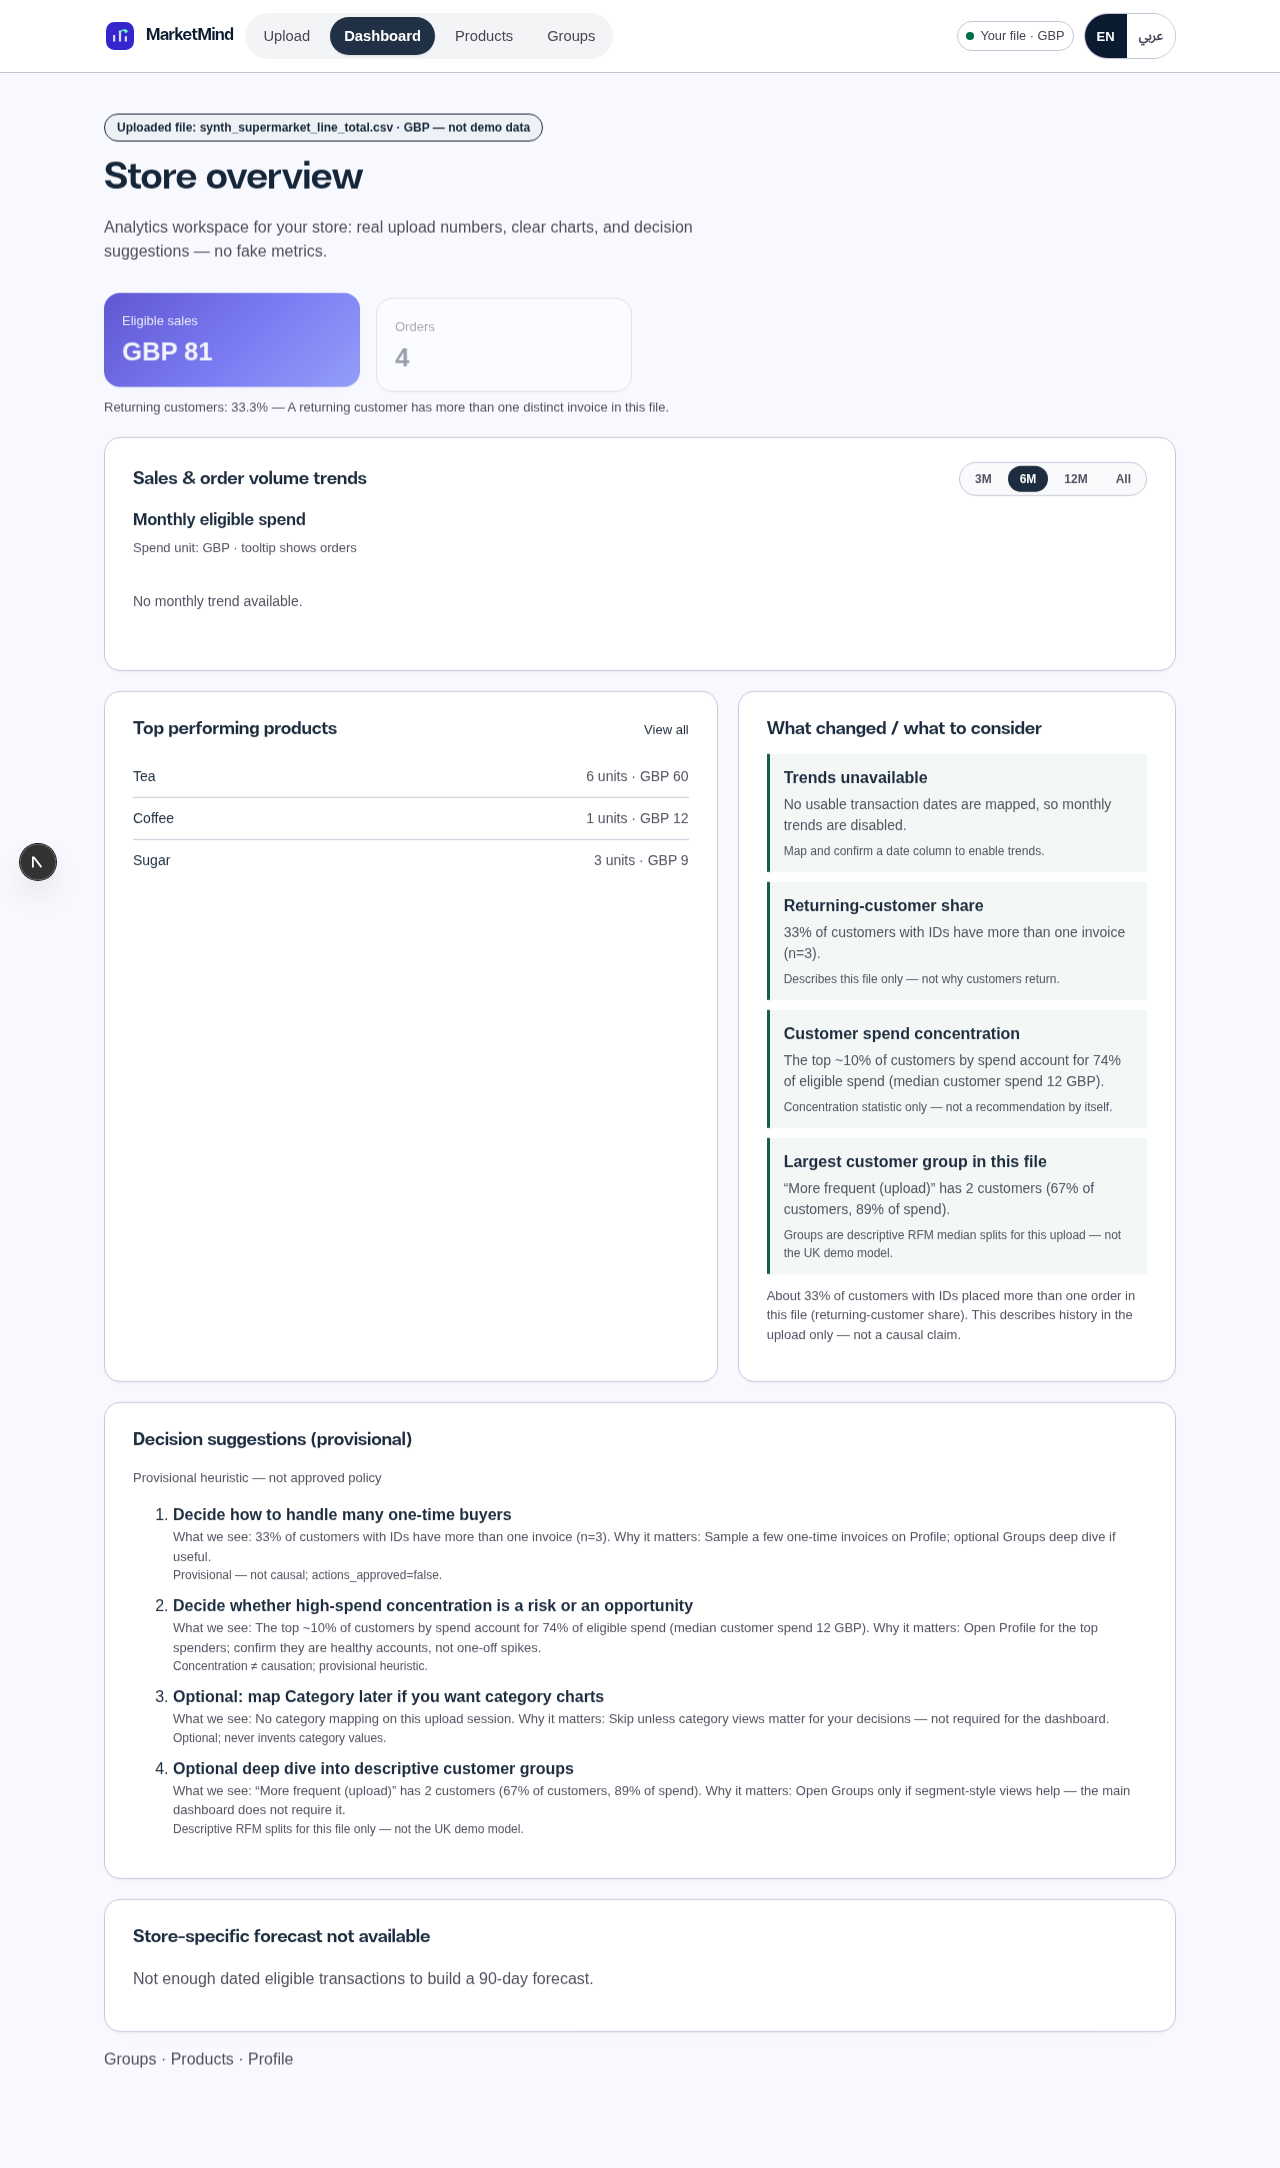 MarketMind
Upload
Dashboard
Products
Groups
Your file · GBP
EN
عربي
Uploaded file: synth_supermarket_line_total.csv · GBP — not demo data
Store overview
Analytics workspace for your store: real upload numbers, clear charts, and decision
suggestions — no fake metrics.
Eligible sales
GBP 81
Orders
4
Returning customers: 33.3% — A returning customer has more than one distinct invoice in this file.
Sales & order volume trends
3M
6M
12M
All
Monthly eligible spend
Spend unit: GBP · tooltip shows orders
No monthly trend available.
Top performing products
View all
Tea
6 units · GBP 60
Coffee
1 units · GBP 12
Sugar
3 units · GBP 9
What changed / what to consider
Trends unavailable
No usable transaction dates are mapped, so monthly
trends are disabled.
Map and confirm a date column to enable trends.
Returning-customer share
33% of customers with IDs have more than one invoice
(n=3).
Describes this file only — not why customers return.
Customer spend concentration
The top ~10% of customers by spend account for 74%
of eligible spend (median customer spend 12 GBP).
Concentration statistic only — not a recommendation by itself.
Largest customer group in this file
“More frequent (upload)” has 2 customers (67% of
customers, 89% of spend).
Groups are descriptive RFM median splits for this upload — not
the UK demo model.
About 33% of customers with IDs placed more than one order in
this file (returning-customer share). This describes history in the
upload only — not a causal claim.
Decision suggestions (provisional)
Provisional heuristic — not approved policy
1. Decide how to handle many one-time buyers
What we see: 33% of customers with IDs have more than one invoice (n=3). Why it matters: Sample a few one-time invoices on Profile; optional Groups deep dive if
useful.
Provisional — not causal; actions_approved=false.
2. Decide whether high-spend concentration is a risk or an opportunity
What we see: The top ~10% of customers by spend account for 74% of eligible spend (median customer spend 12 GBP). Why it matters: Open Profile for the top
spenders; confirm they are healthy accounts, not one-off spikes.
Concentration ≠ causation; provisional heuristic.
3. Optional: map Category later if you want category charts
What we see: No category mapping on this upload session. Why it matters: Skip unless category views matter for your decisions — not required for the dashboard.
Optional; never invents category values.
4. Optional deep dive into descriptive customer groups
What we see: “More frequent (upload)” has 2 customers (67% of customers, 89% of spend). Why it matters: Open Groups only if segment-style views help — the main
dashboard does not require it.
Descriptive RFM splits for this file only — not the UK demo model.
Store-specific forecast not available
Not enough dated eligible transactions to build a 90-day forecast.
Groups · Products · Profile